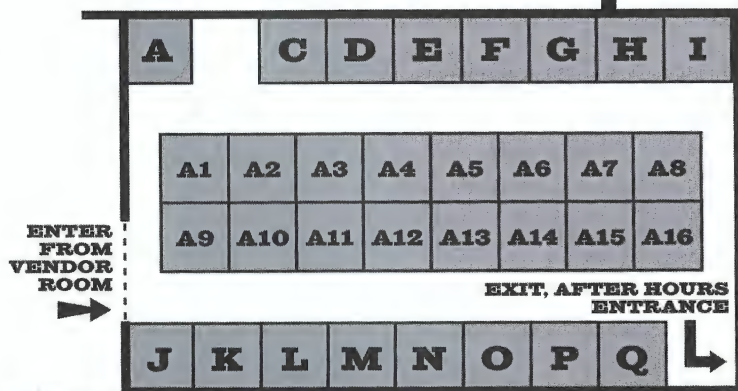 A C D E F G H I
A1 A2 A3 A4 A5 A6 A7 A8
A9 A10 A11 A12 A13 A14 A15 A16
ENTER
FROM
VENDOR
ROOM
EXIT, AFTER HOURS
ENTRANCE
J K L M N O P Q